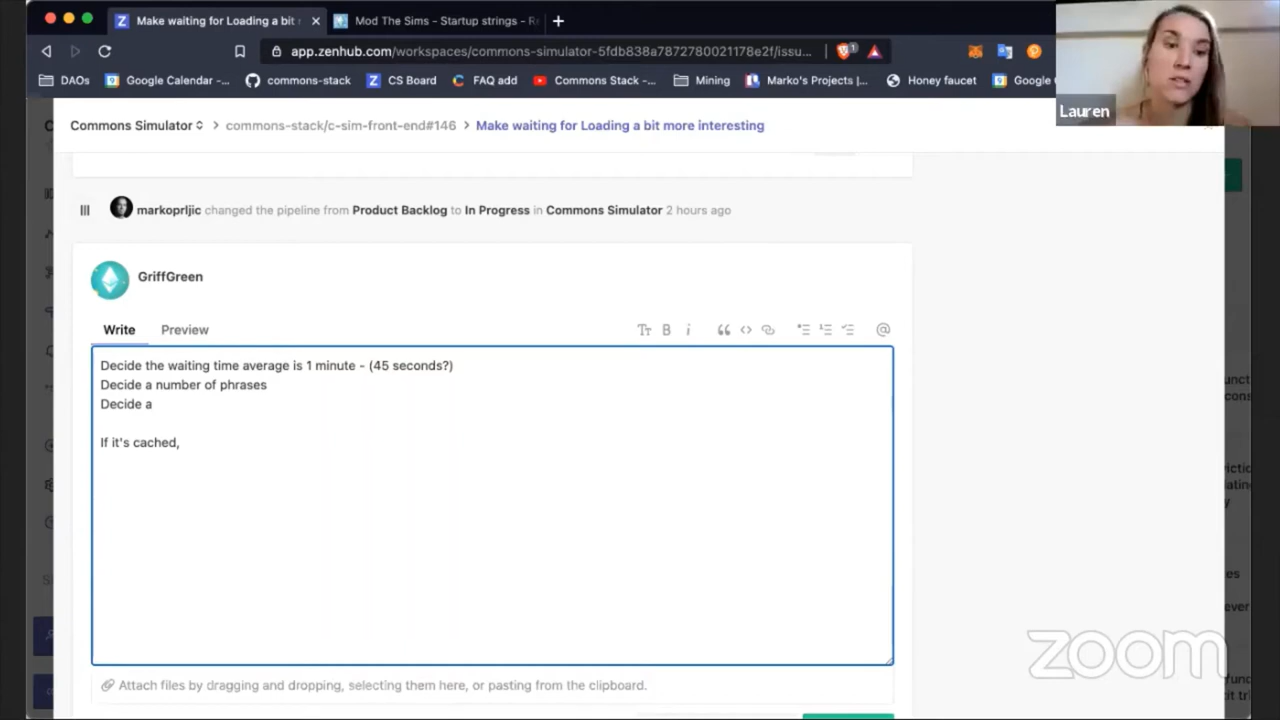 Make waiting for Loading a bit
Mod The Sims - Startup strings - Re
app.zenhub.com/workspaces/commons-simulator-5fdb838a7872780021178e2f/issu...
1
DAOs
Google Calendar -...
commons-stack
CS Board
FAQ add
Commons Stack -...
Mining
Marko's Projects |...
Honey faucet
Google
Lauren
Commons Simulator > commons-stack/c-sim-front-end#146 > Make waiting for Loading a bit more interesting
markoprljic changed the pipeline from Product Backlog to In Progress in Commons Simulator 2 hours ago
GriffGreen
Write
Preview
Decide the waiting time average is 1 minute - (45 seconds?)
Decide a number of phrases
Decide a
If it's cached,
Attach files by dragging and dropping, selecting them here, or pasting from the clipboard.
zoom